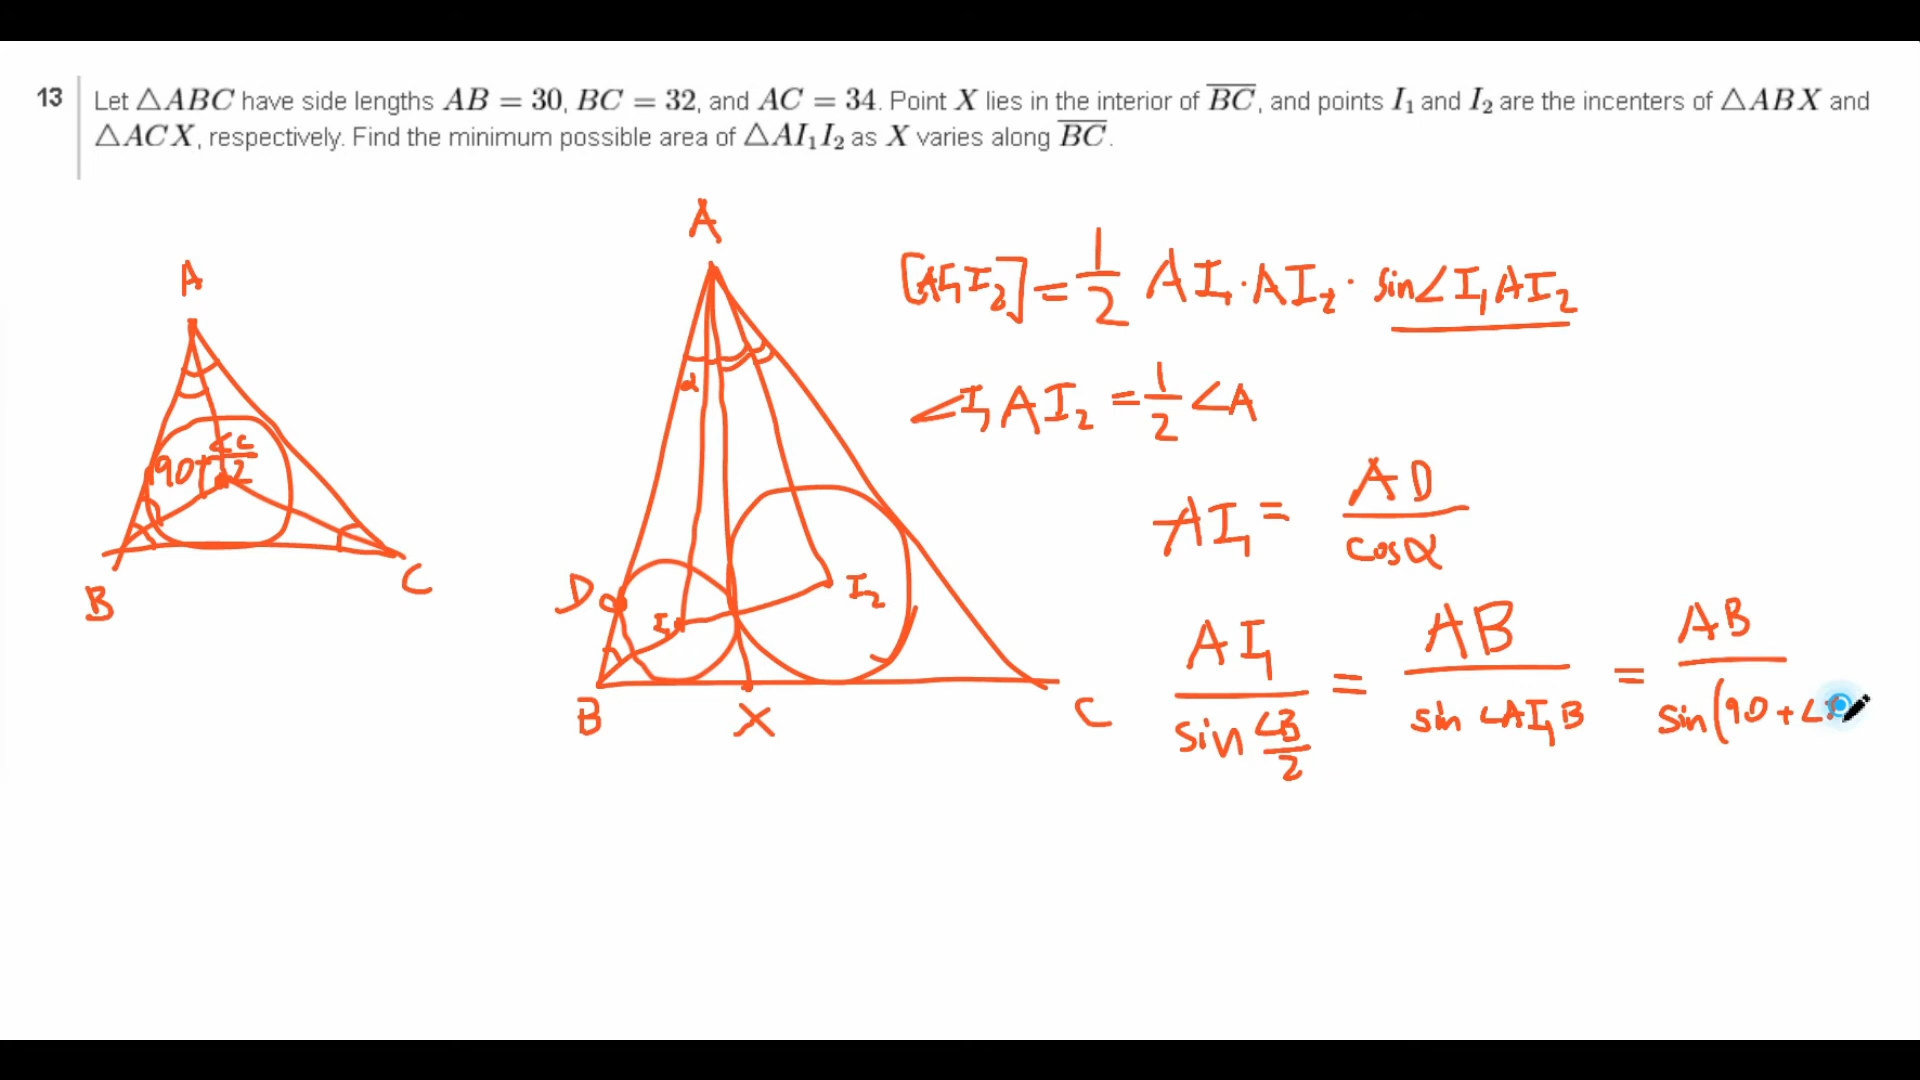 13 Let △ABC have side lengths AB = 30, BC = 32, and AC = 34. Point X lies in the interior of \overline{BC}, and points I₁ and I₂ are the incenters of △ABX and
△ACX, respectively. Find the minimum possible area of △AI₁I₂ as X varies along \overline{BC}.
A
90+∠C/2
B
C
A
α
D
I₁
I₂
B
X
C
[AI₁I₂] = 1/2 AI₁·AI₂· sin∠I₁AI₂
∠I₁AI₂ = 1/2 ∠A
AI₁ = AD/cosα
AI₁/sin ∠B/2 = AB/sin ∠AI₁B = AB/sin(90+∠